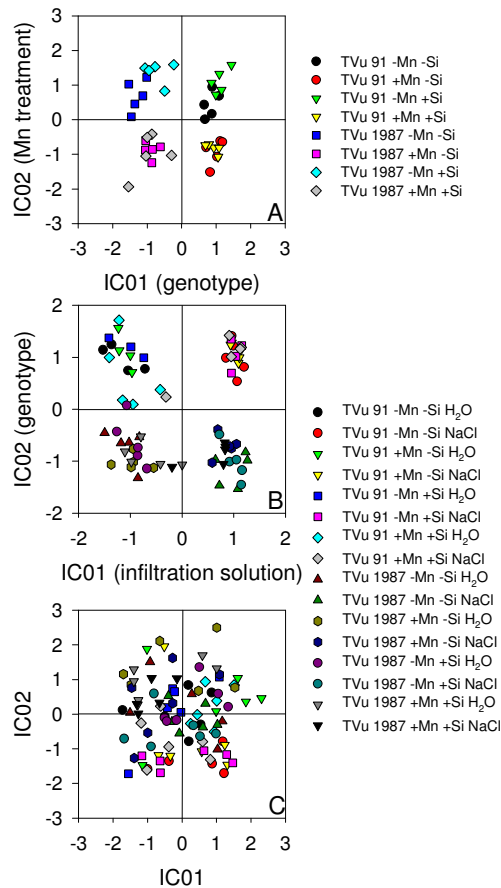 3
2
1
0
-1
-2
-3
IC02 (Mn treatment)
A
-3 -2 -1 0 1 2 3
IC01 (genotype)
TVu 91 -Mn -Si
TVu 91 +Mn -Si
TVu 91 -Mn +Si
TVu 91 +Mn +Si
TVu 1987 -Mn -Si
TVu 1987 +Mn -Si
TVu 1987 -Mn +Si
TVu 1987 +Mn +Si
2
1
0
-1
-2
IC02 (genotype)
B
-2 -1 0 1 2
IC01 (infiltration solution)
TVu 91 -Mn -Si H2O
TVu 91 -Mn -Si NaCl
TVu 91 +Mn -Si H2O
TVu 91 +Mn -Si NaCl
TVu 91 -Mn +Si H2O
TVu 91 -Mn +Si NaCl
TVu 91 +Mn +Si H2O
TVu 91 +Mn +Si NaCl
TVu 1987 -Mn -Si H2O
TVu 1987 -Mn -Si NaCl
TVu 1987 +Mn -Si H2O
TVu 1987 +Mn -Si NaCl
TVu 1987 -Mn +Si H2O
TVu 1987 -Mn +Si NaCl
TVu 1987 +Mn +Si H2O
TVu 1987 +Mn +Si NaCl
3
2
1
0
-1
-2
-3
IC02
C
-3 -2 -1 0 1 2 3
IC01